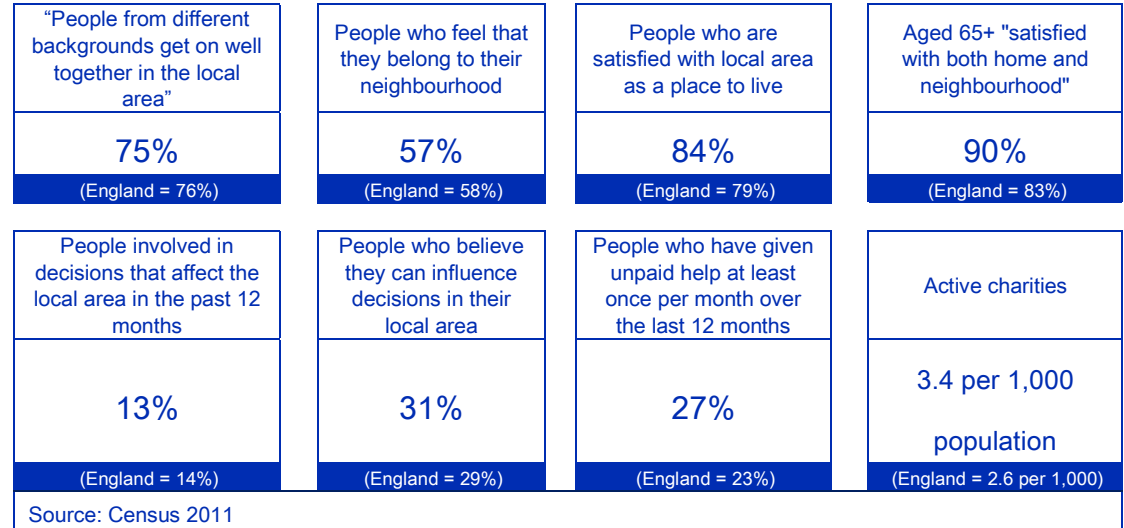 “People from different
backgrounds get on well
together in the local
area”
75%
(England = 76%)
People who feel that
they belong to their
neighbourhood
57%
(England = 58%)
People who are
satisfied with local area
as a place to live
84%
(England = 79%)
Aged 65+ "satisfied
with both home and
neighbourhood"
90%
(England = 83%)
People involved in
decisions that affect the
local area in the past 12
months
13%
(England = 14%)
People who believe
they can influence
decisions in their
local area
31%
(England = 29%)
People who have given
unpaid help at least
once per month over
the last 12 months
27%
(England = 23%)
Active charities
3.4 per 1,000
population
(England = 2.6 per 1,000)
Source: Census 2011